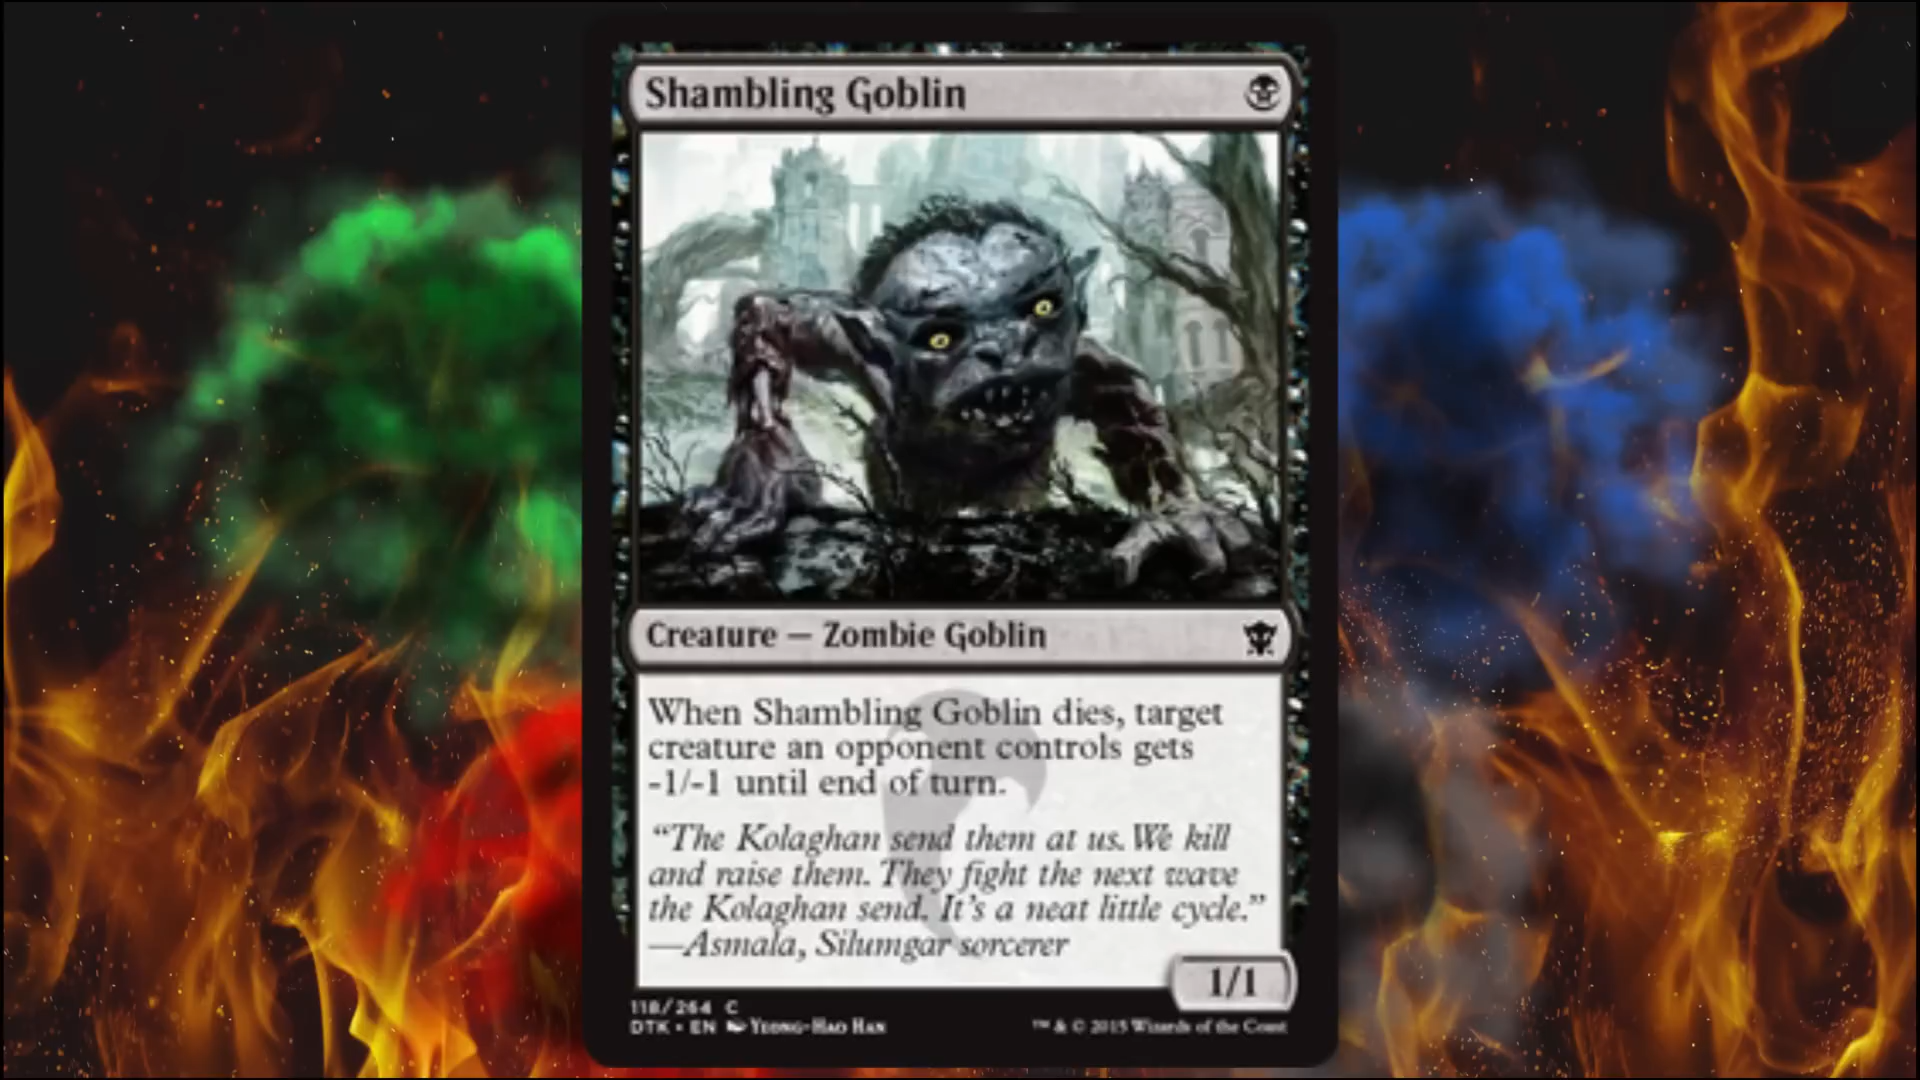 Shambling Goblin
Creature — Zombie Goblin
When Shambling Goblin dies, target
creature an opponent controls gets
-1/-1 until end of turn.
“The Kolaghan send them at us. We kill
and raise them. They fight the next wave
the Kolaghan send. It’s a neat little cycle.”
—Asmala, Silumgar sorcerer
1/1
118/264 C
DTK • EN Yeong-Hao Han
™ & © 2015 Wizards of the Coast